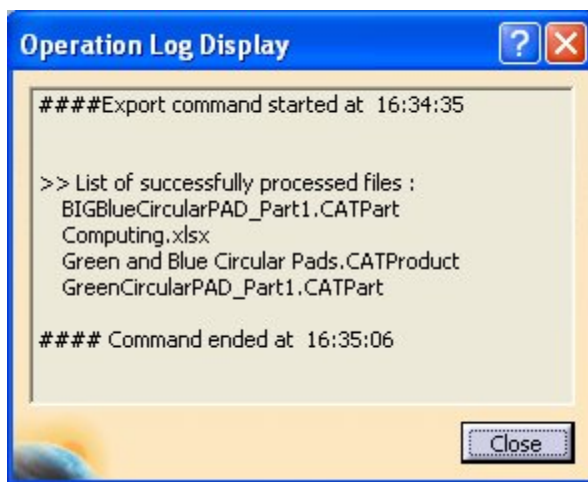 Operation Log Display
####Export command started at 16:34:35
>> List of successfully processed files :
BIGBlueCircularPAD_Part1.CATPart
Computing.xlsx
Green and Blue Circular Pads.CATProduct
GreenCircularPAD_Part1.CATPart
#### Command ended at 16:35:06
Close